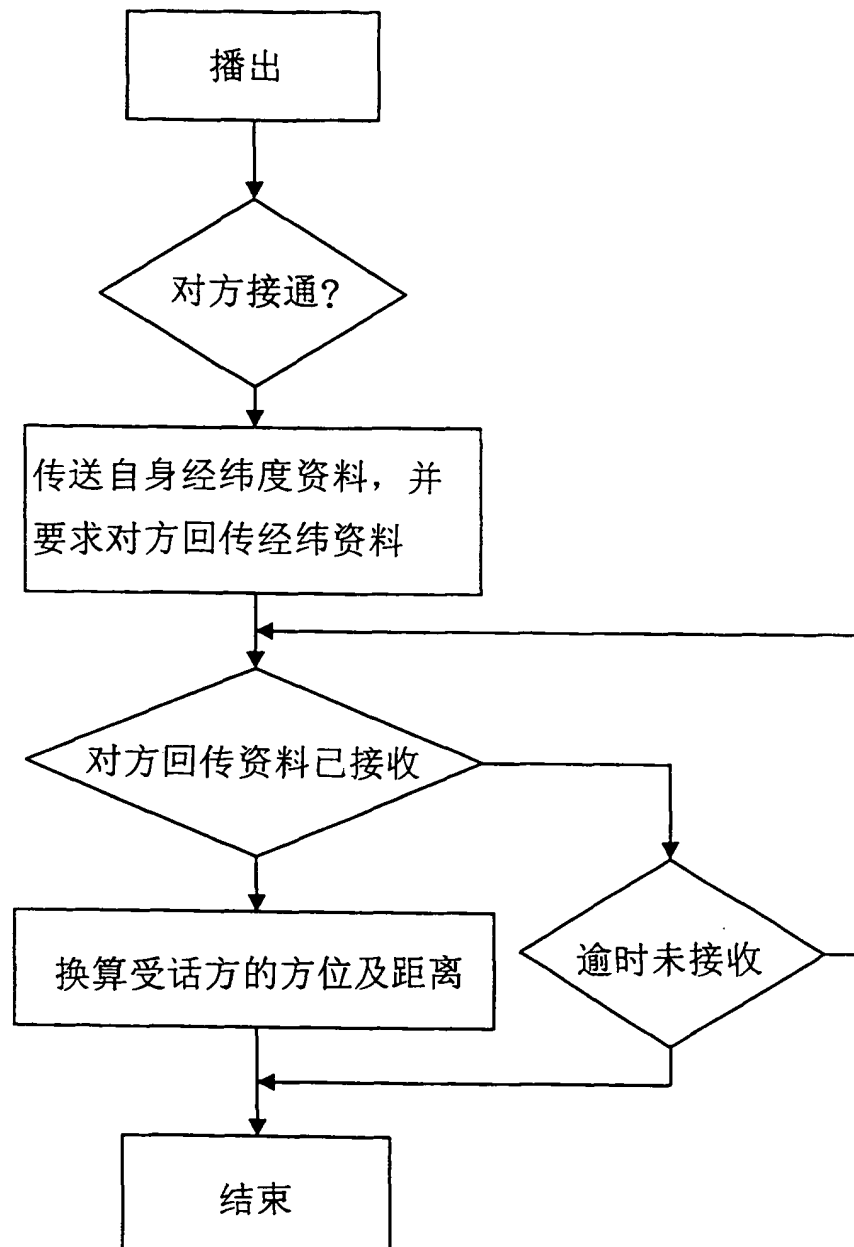 播出
对方接通?
传送自身经纬度资料，并
要求对方回传经纬资料
对方回传资料已接收
换算受话方的方位及距离
逾时未接收
结束